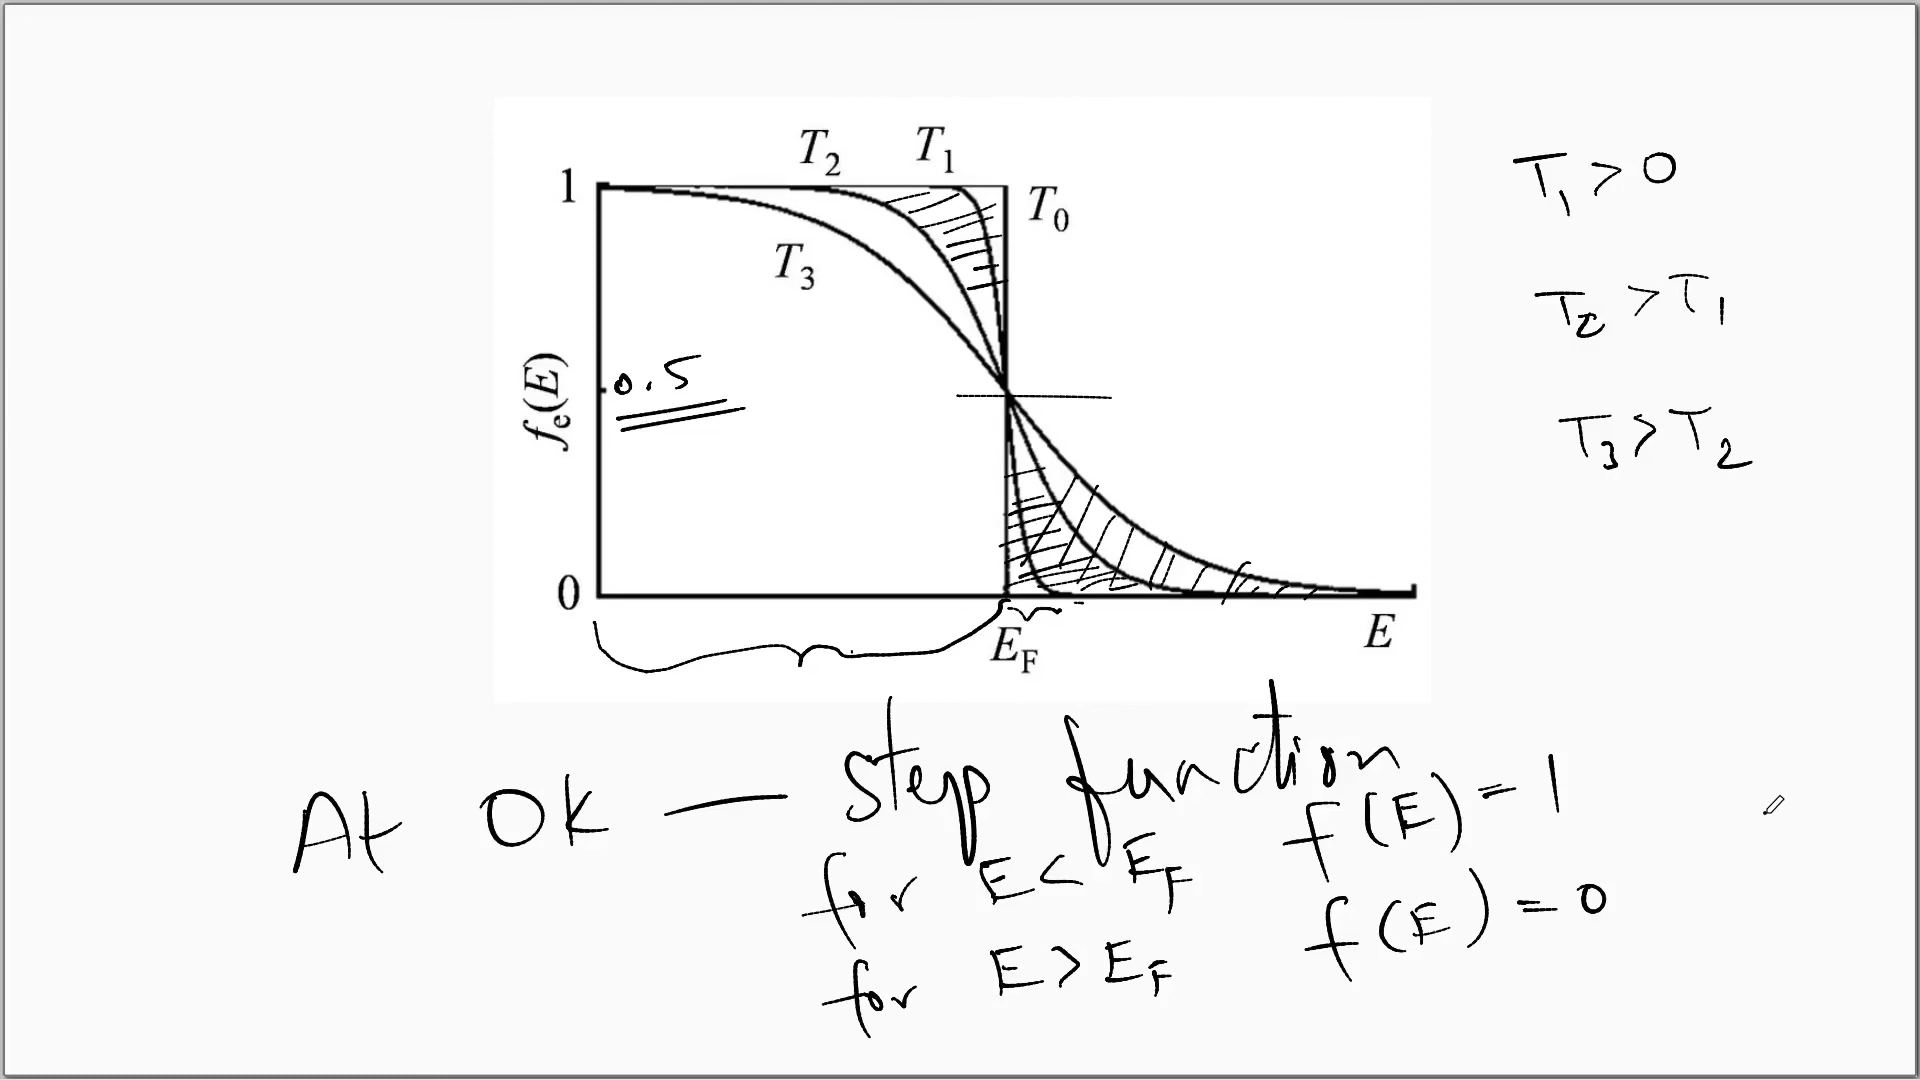 T2 T1
1
T0
T3
0.5
fe(E)
0
EF
E
T1 > 0
T2 > T1
T3 > T2
At 0k — step function
for E < EF f(E) = 1
for E > EF f(E) = 0